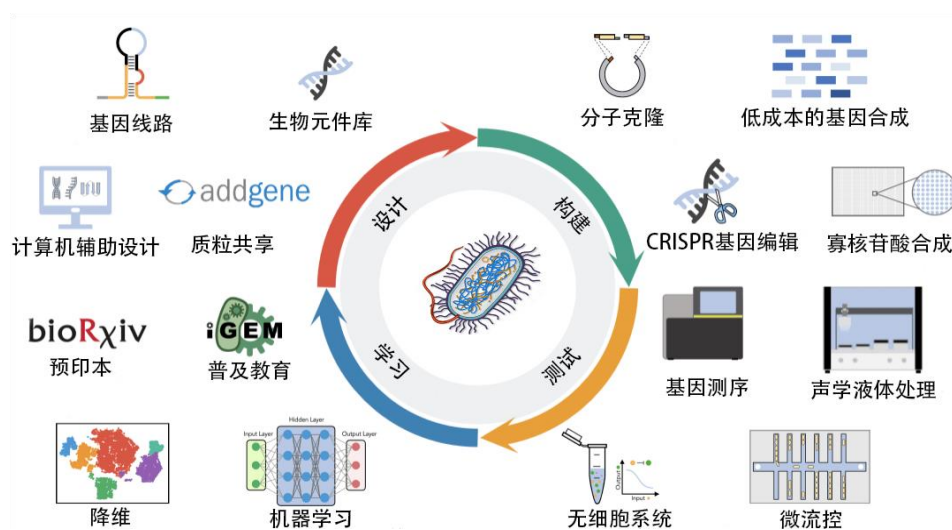 基因线路
生物元件库
分子克隆
低成本的基因合成
计算机辅助设计
addgene
质粒共享
设计
构建
CRISPR基因编辑
寡核苷酸合成
bioRxiv
预印本
iGEM
普及教育
学习
测试
基因测序
声学液体处理
降维
Input Layer
Hidden Layer
Output Layer
机器学习
无细胞系统
Output
Input
微流控